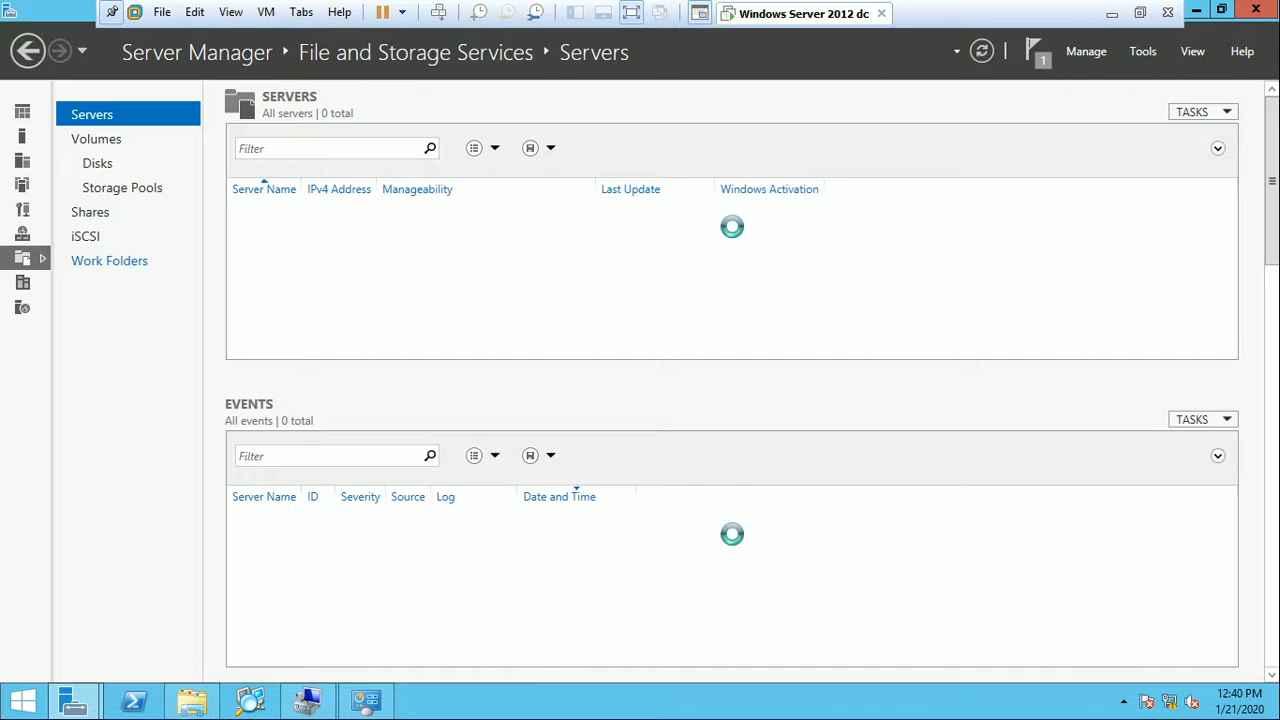 File Edit View VM Tabs Help Windows Server 2012 dc
Server Manager File and Storage Services Servers 1 Manage Tools View Help
Servers
Volumes
Disks
Storage Pools
Shares
iSCSI
Work Folders
SERVERS
All servers | 0 total
TASKS
Filter
Server Name IPv4 Address Manageability Last Update Windows Activation
EVENTS
All events | 0 total
TASKS
Filter
Server Name ID Severity Source Log Date and Time
12:40 PM
1/21/2020